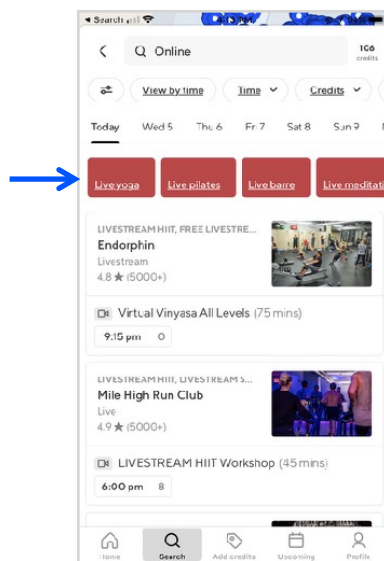 ◂ Search
Online
106
credits
View by time
Time
Credits
Today Wed 5 Thu 6 Fri 7 Sat 8 Sun 9
Live yoga
Live pilates
Live barre
Live meditati
LIVESTREAM HIIT, FREE LIVESTRE...
Endorphin
Livestream
4.8 ★ (5000+)
Virtual Vinyasa All Levels (75 mins)
9:15 pm 0
LIVESTREAM HIIT, LIVESTREAM S...
Mile High Run Club
Live
4.9 ★ (5000+)
LIVESTREAM HIIT Workshop (45 mins)
6:00 pm 8
Home Search Add credits Upcoming Profile